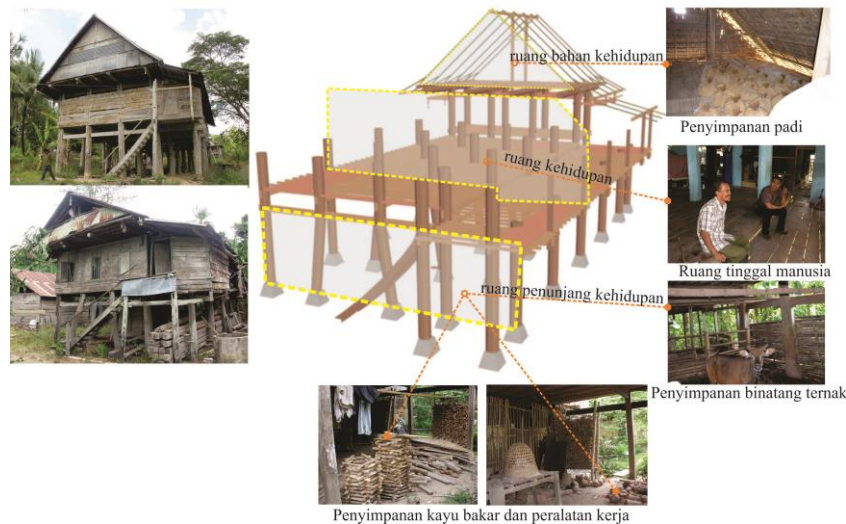 ruang bahan kehidupan
Penyimpanan padi
ruang kehidupan
Ruang tinggal manusia
ruang penunjang kehidupan
Penyimpanan binatang ternak
Penyimpanan kayu bakar dan peralatan kerja